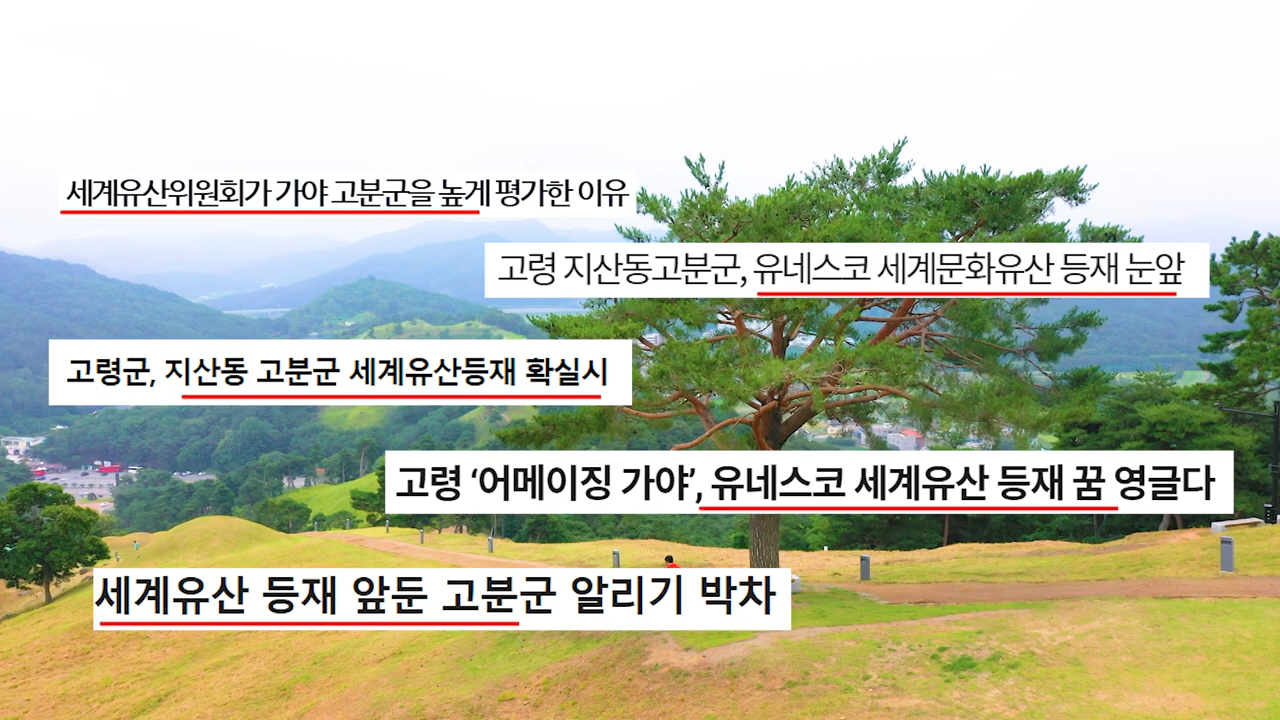 세계유산위원회가 가야 고분군을 높게 평가한 이유
고령 지산동고분군, 유네스코 세계문화유산 등재 눈앞
고령군, 지산동 고분군 세계유산등재 확실시
고령 ‘어메이징 가야’, 유네스코 세계유산 등재 꿈 영글다
세계유산 등재 앞둔 고분군 알리기 박차